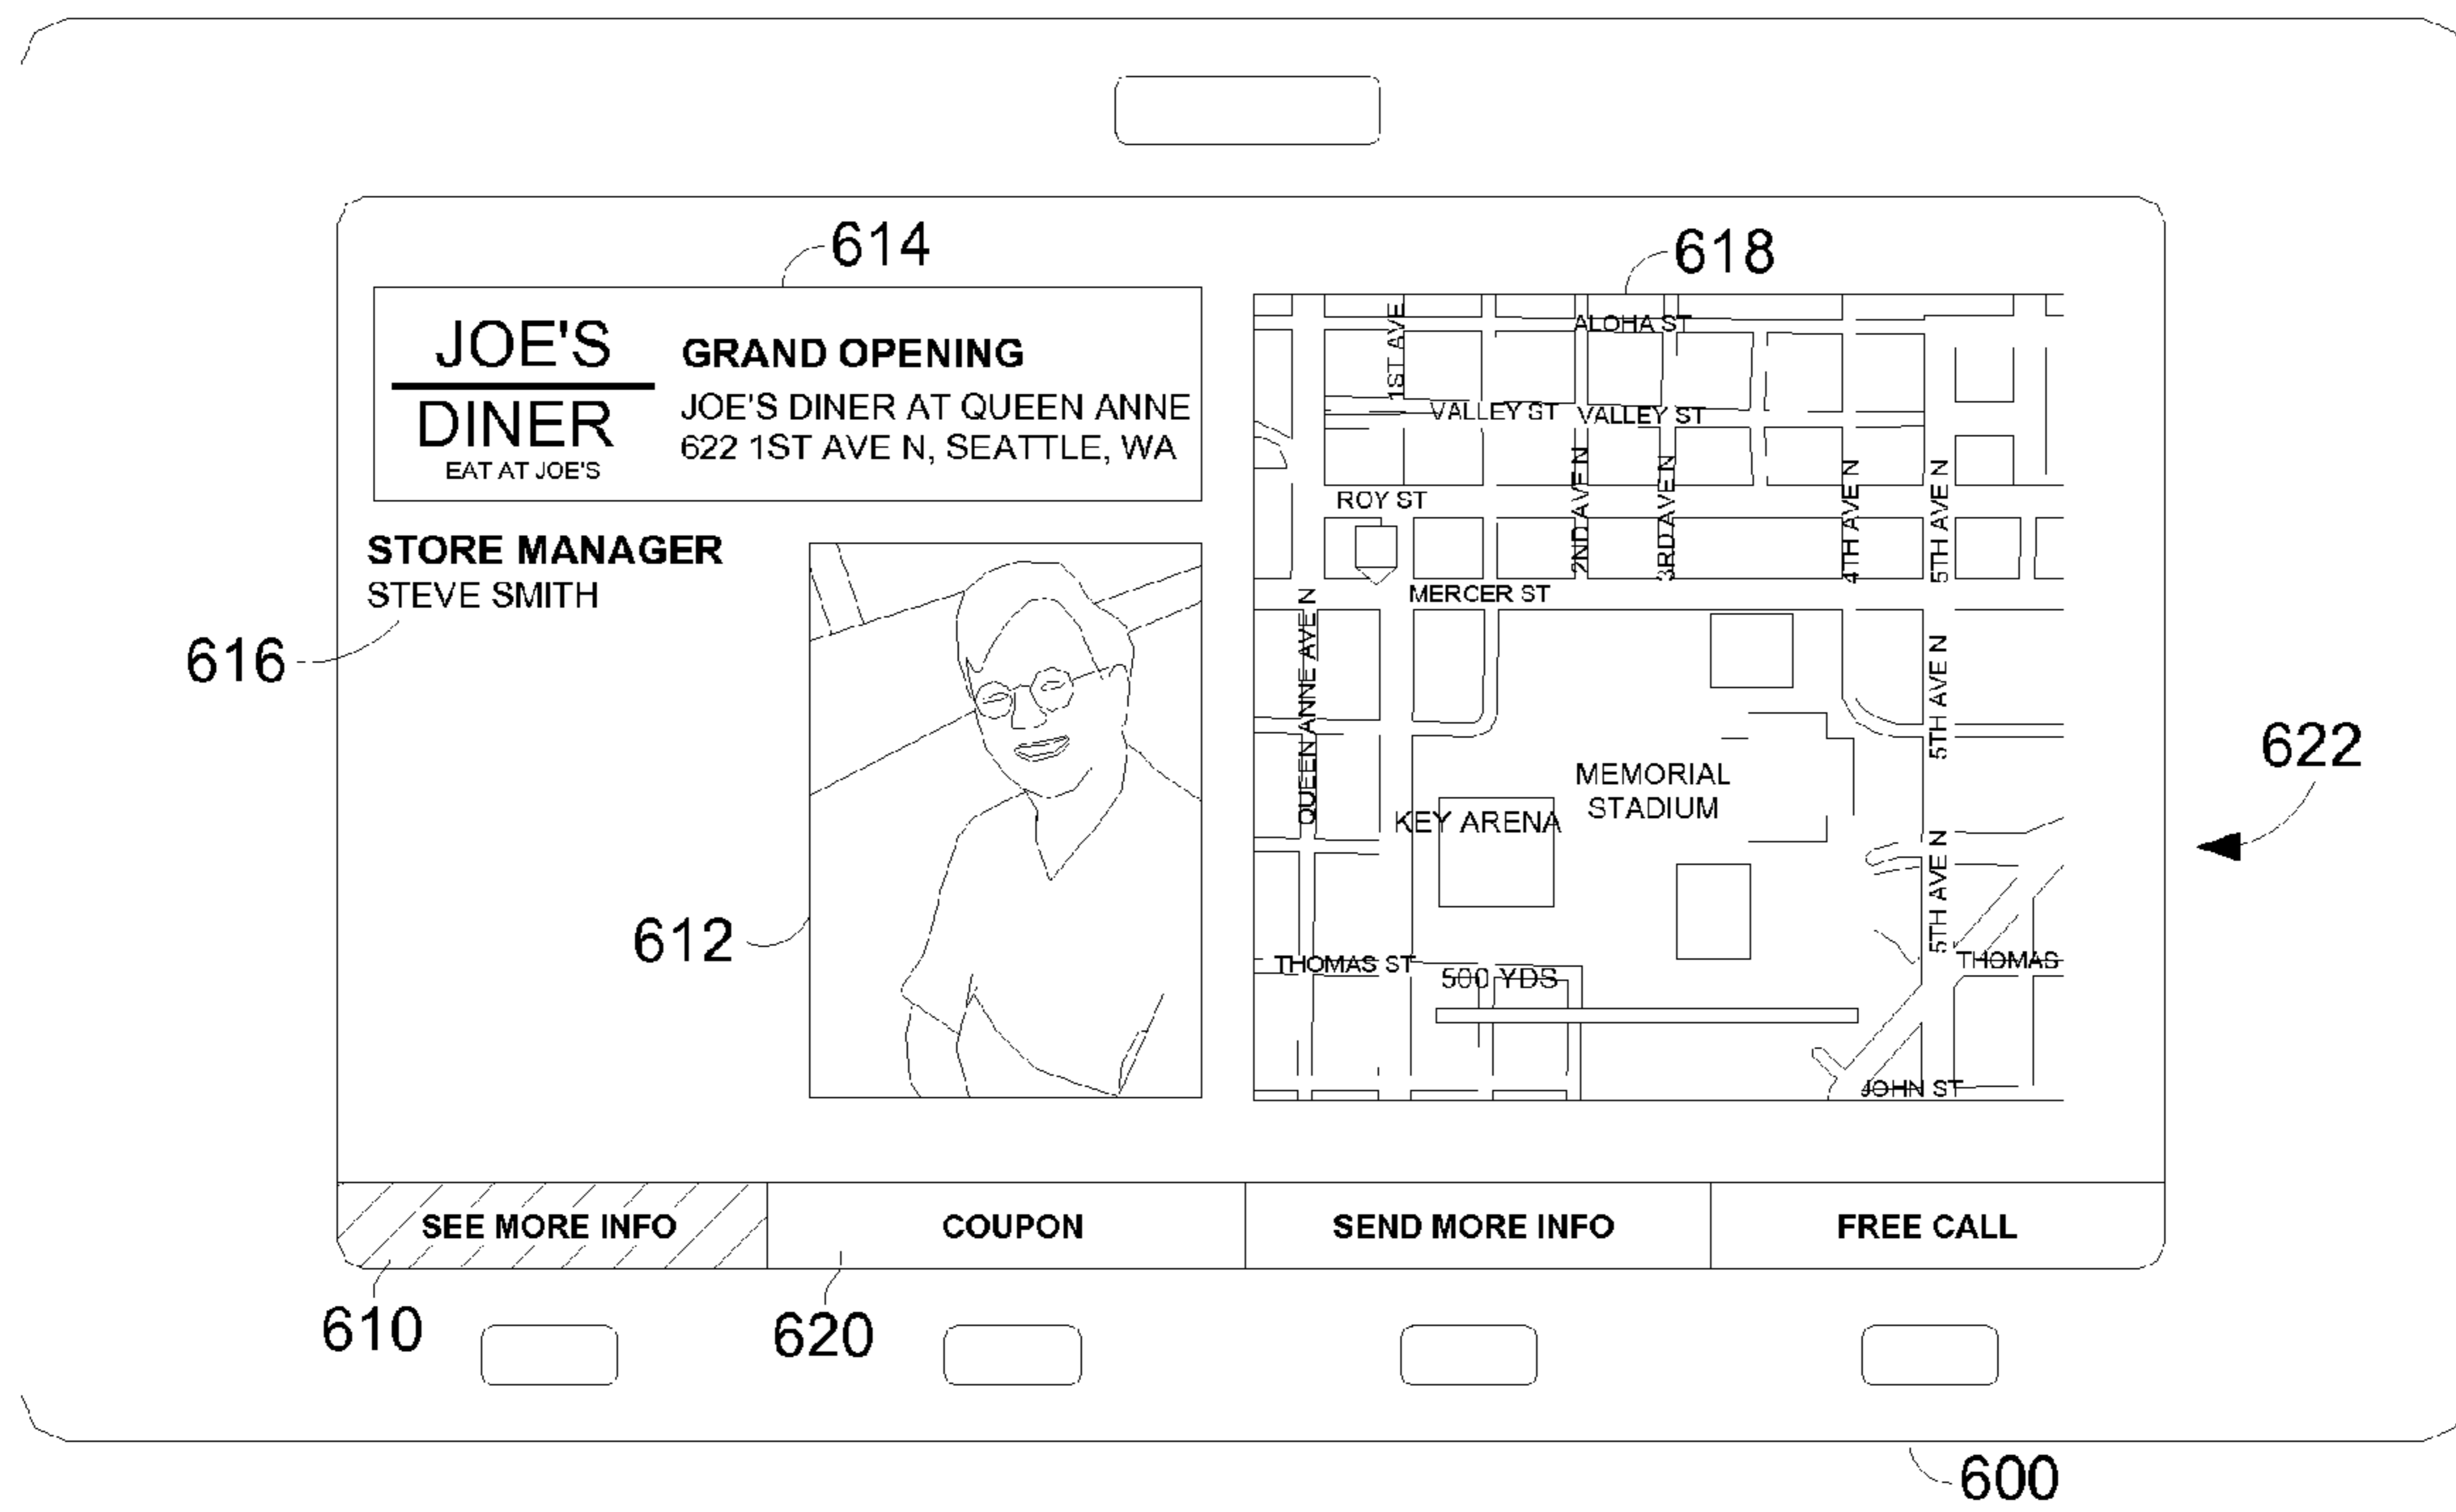 614
618
JOE'S
DINER
EAT AT JOE'S
GRAND OPENING
JOE'S DINER AT QUEEN ANNE
622 1ST AVE N, SEATTLE, WA
STORE MANAGER
STEVE SMITH
616
612
1ST AVE
ALOHA ST
VALLEY ST
VALLEY ST
ROY ST
2ND AVE N
3RD AVE N
4TH AVE N
5TH AVE N
MERCER ST
QUEEN ANNE AVE N
5TH AVE N
MEMORIAL
STADIUM
KEY ARENA
5TH AVE N
THOMAS ST
500 YDS
THOMAS
JOHN ST
622
SEE MORE INFO
COUPON
SEND MORE INFO
FREE CALL
610
620
600